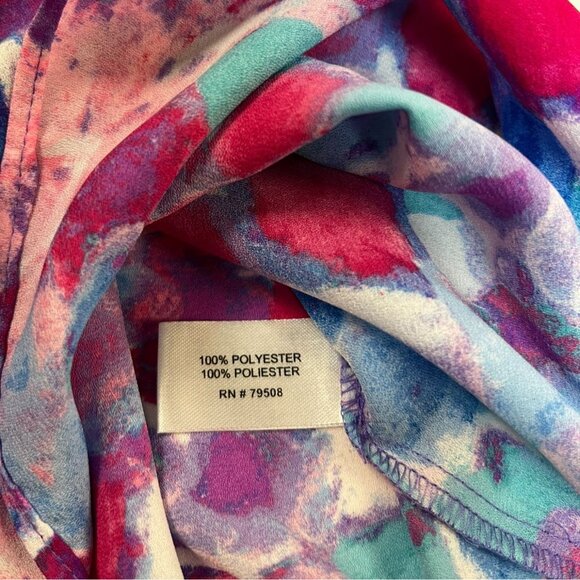 100% POLYESTER
100% POLIESTER
RN # 79508